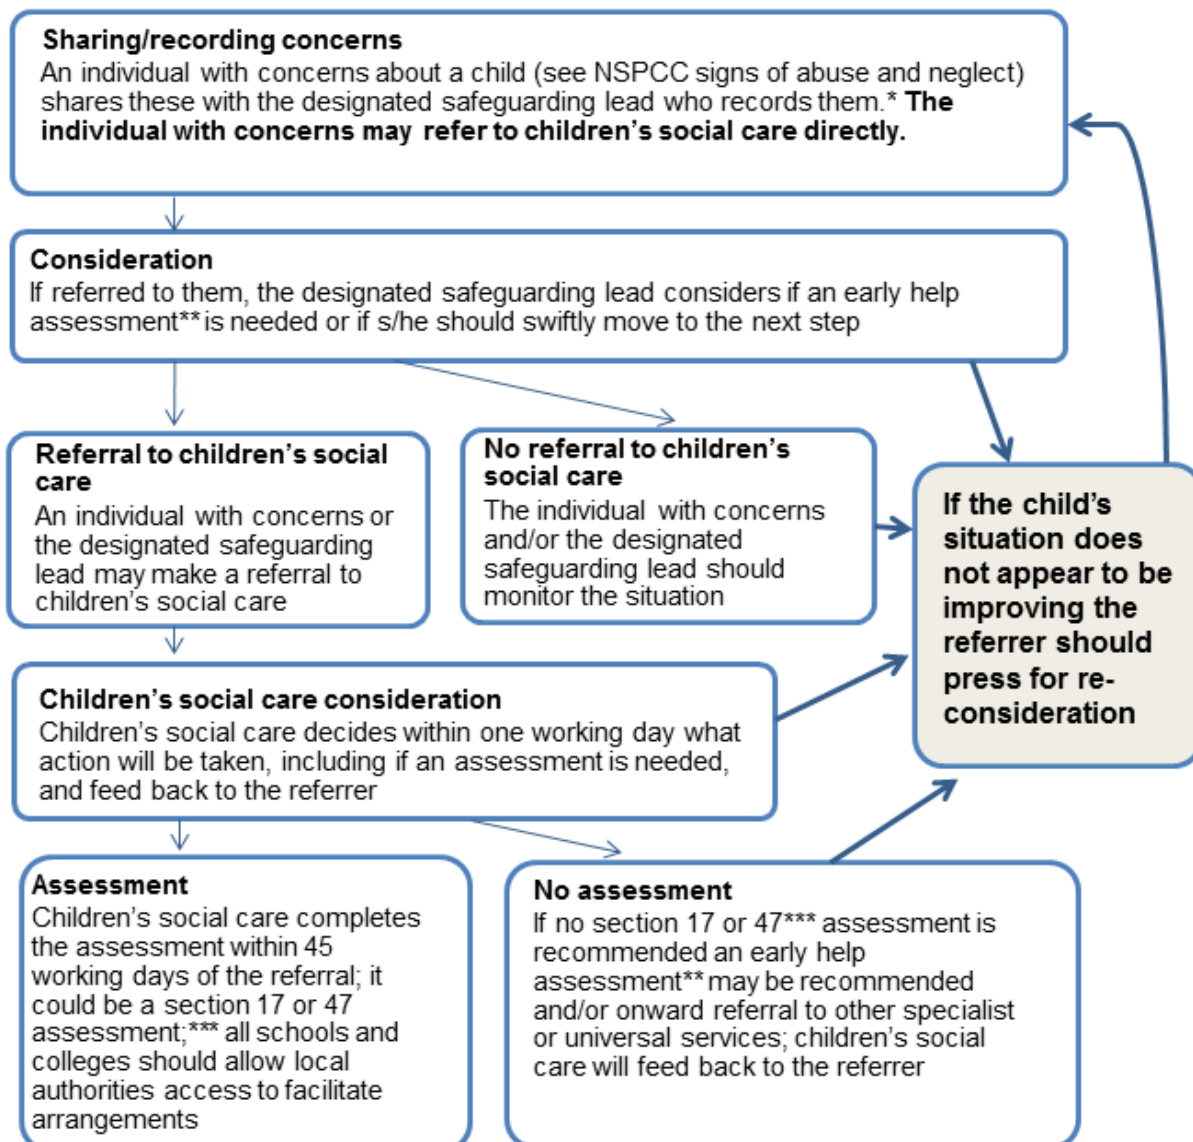 Sharing/recording concerns
An individual with concerns about a child (see NSPCC signs of abuse and neglect)
shares these with the designated safeguarding lead who records them.* The
individual with concerns may refer to children's social care directly.
Consideration
If referred to them, the designated safeguarding lead considers if an early help
assessment** is needed or if s/he should swiftly move to the next step
Referral to children's social
care
An individual with concerns or
the designated safeguarding
lead may make a referral to
children's social care
No referral to children's
social care
The individual with concerns
and/or the designated
safeguarding lead should
monitor the situation
If the child's
situation does
not appear to be
improving the
referrer should
press for re-
consideration
Children's social care consideration
Children's social care decides within one working day what
action will be taken, including if an assessment is needed,
and feed back to the referrer
Assessment
Children's social care completes
the assessment within 45
working days of the referral; it
could be a section 17 or 47
assessment;*** all schools and
colleges should allow local
authorities access to facilitate
arrangements
No assessment
If no section 17 or 47*** assessment is
recommended an early help
assessment** may be recommended
and/or onward referral to other specialist
or universal services; children's social
care will feed back to the referrer